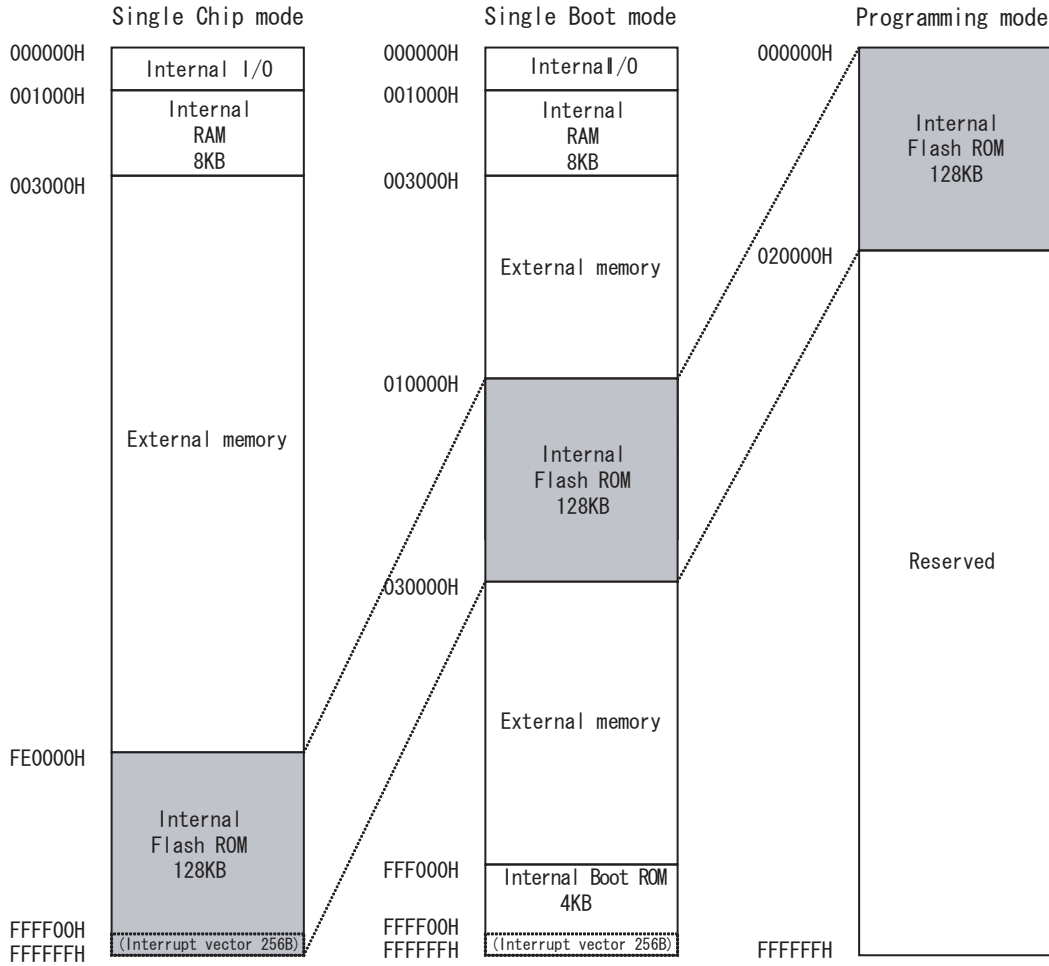 Single Chip mode
000000H
Internal I/O
001000H
Internal
RAM
8KB
003000H
External memory
FE0000H
Internal
Flash ROM
128KB
FFFF00H
(Interrupt vector 256B)
FFFFFFH
Single Boot mode
000000H
Internal I/O
001000H
Internal
RAM
8KB
003000H
External memory
010000H
Internal
Flash ROM
128KB
030000H
External memory
FFF000H
Internal Boot ROM
4KB
FFFF00H
(Interrupt vector 256B)
FFFFFFH
Programming mode
000000H
Internal
Flash ROM
128KB
020000H
Reserved
FFFFFFH